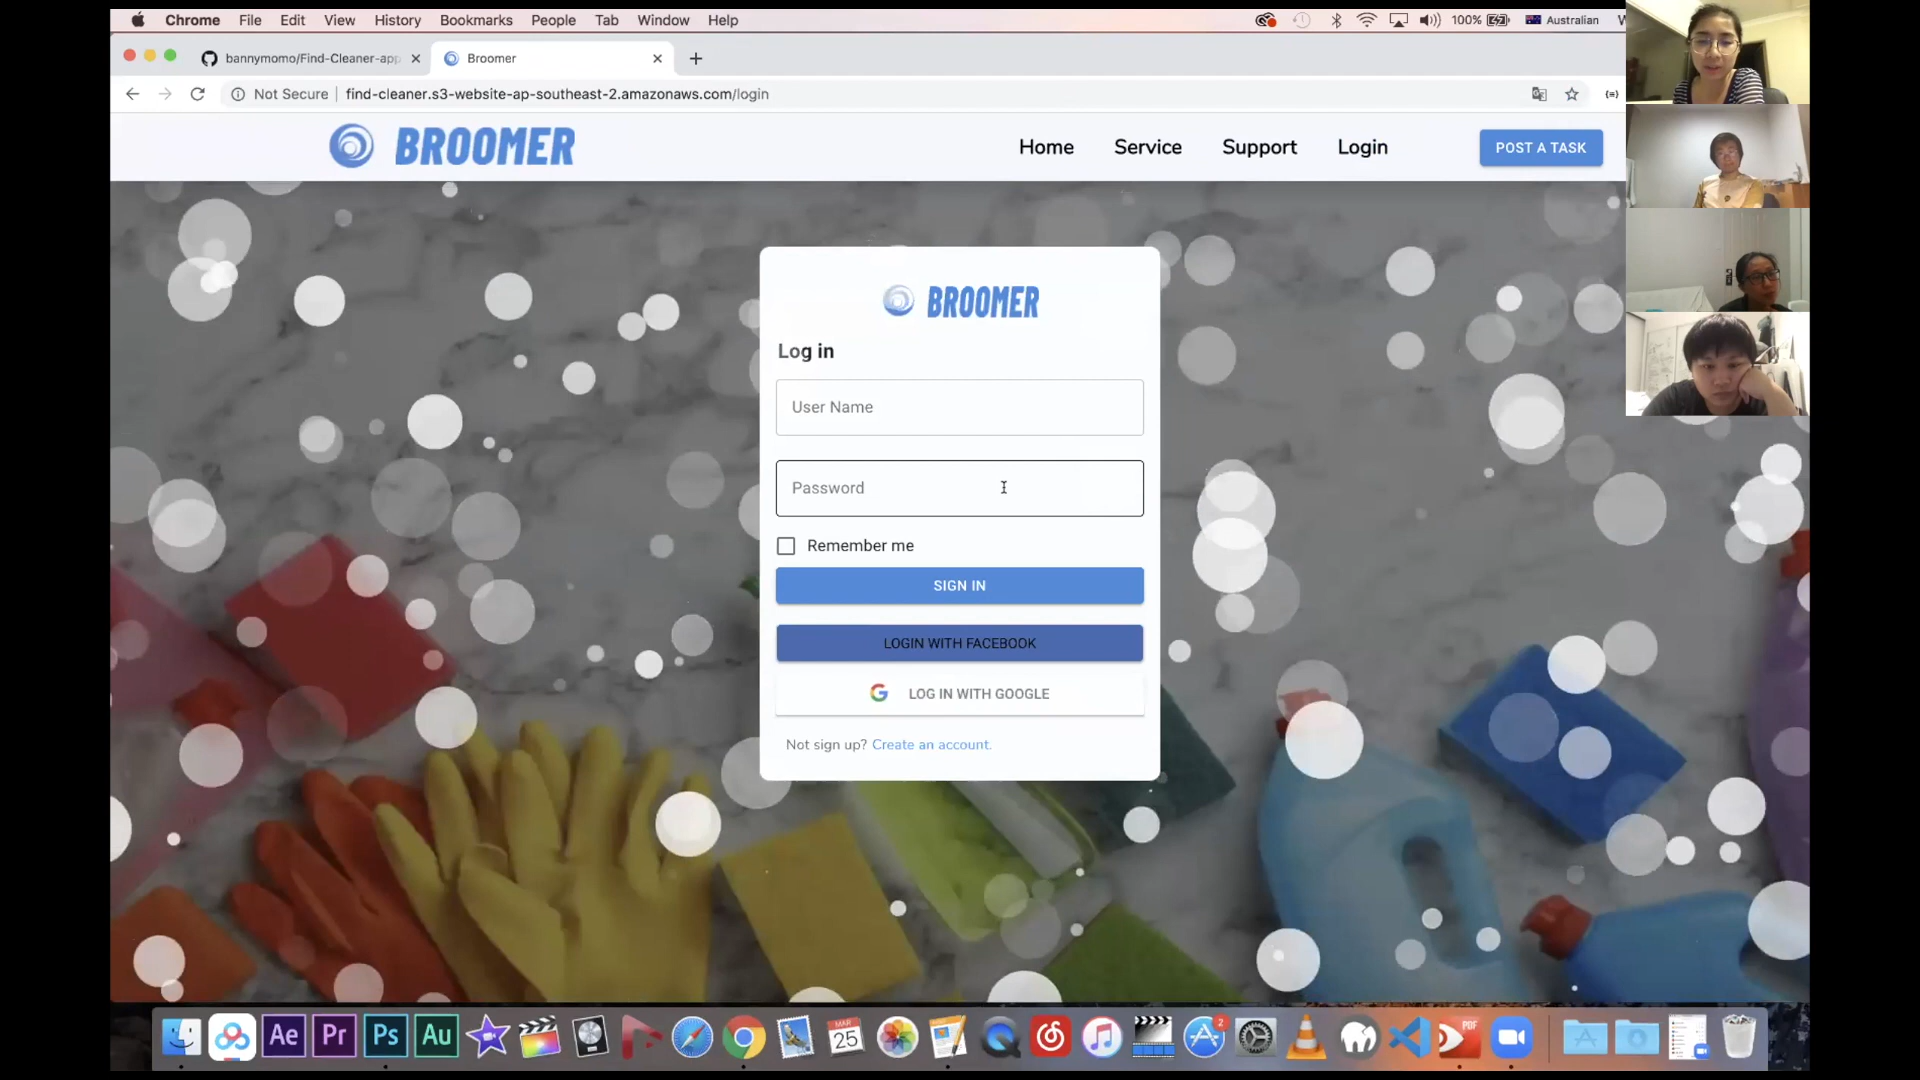 Chrome File Edit View History Bookmarks People Tab Window Help 100% Australian
bannymomo/Find-Cleaner-app Broomer
Not Secure find-cleaner.s3-website-ap-southeast-2.amazonaws.com/login
BROOMER Home Service Support Login POST A TASK
BROOMER
Log in
User Name
Password
Remember me
SIGN IN
LOGIN WITH FACEBOOK
LOG IN WITH GOOGLE
Not sign up? Create an account.
Ae Pr Ps Au MAR 25 2 PDF